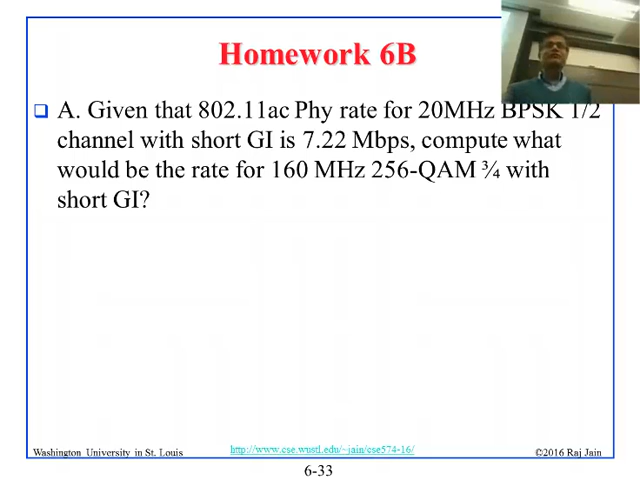 Homework 6B
A. Given that 802.11ac Phy rate for 20MHz BPSK 1/2
channel with short GI is 7.22 Mbps, compute what
would be the rate for 160 MHz 256-QAM ¾ with
short GI?
Washington University in St. Louis
http://www.cse.wustl.edu/~jain/cse574-16/
©2016 Raj Jain
6-33